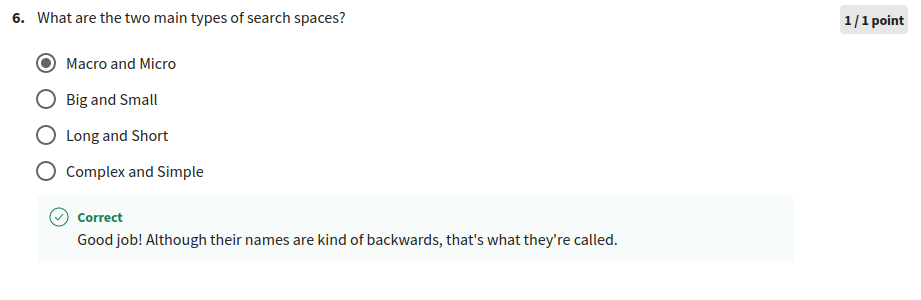 6. What are the two main types of search spaces?
1 / 1 point
Macro and Micro
Big and Small
Long and Short
Complex and Simple
Correct
Good job! Although their names are kind of backwards, that's what they're called.